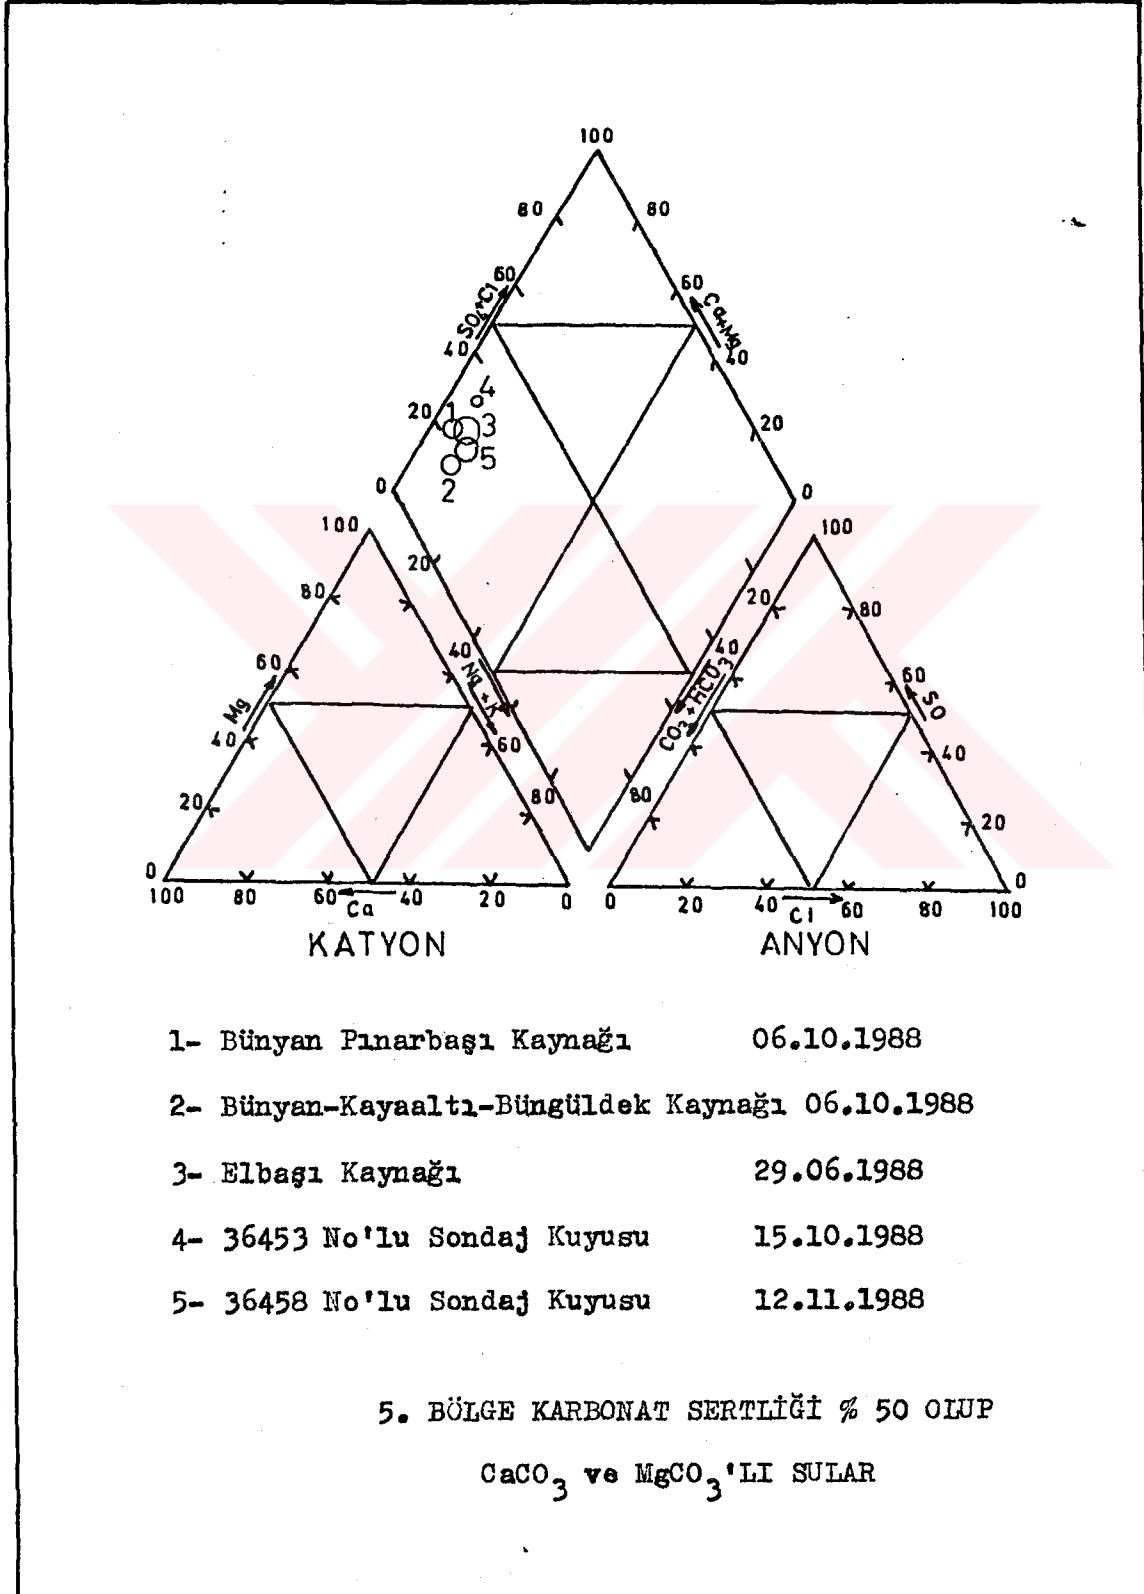 100
80 80
60 60
SO4+Cl Ca+Mg
40 40
4
20 1 3 20
5
0 2 0
100 100
20 20
80 80
40 40
60 Na+K CO3+HCO3 60
Mg SO
40 60 40
20 80 80 20
0 0
100 80 60 40 20 0 0 20 40 60 80 100
Ca Cl
KATYON ANYON
1- Bünyan Pınarbaşı Kaynağı 06.10.1988
2- Bünyan-Kayaaltı-Büngüldek Kaynağı 06.10.1988
3- Elbaşı Kaynağı 29.06.1988
4- 36453 No'lu Sondaj Kuyusu 15.10.1988
5- 36458 No'lu Sondaj Kuyusu 12.11.1988
5. BÖLGE KARBONAT SERTLİĞİ % 50 OLUP
CaCO3 ve MgCO3'LI SULAR